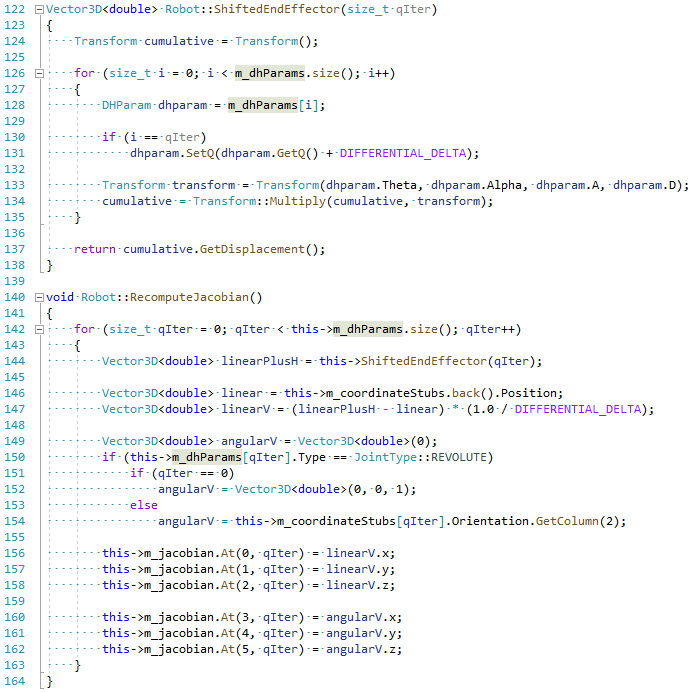 122 Vector3D<double> Robot::ShiftedEndEffector(size_t qIter)
123 {
124     Transform cumulative = Transform();
125
126     for (size_t i = 0; i < m_dhParams.size(); i++)
127     {
128         DHParam dhparam = m_dhParams[i];
129
130         if (i == qIter)
131             dhparam.SetQ(dhparam.GetQ() + DIFFERENTIAL_DELTA);
132
133         Transform transform = Transform(dhparam.Theta, dhparam.Alpha, dhparam.A, dhparam.D);
134         cumulative = Transform::Multiply(cumulative, transform);
135     }
136
137     return cumulative.GetDisplacement();
138 }
139
140 void Robot::RecomputeJacobian()
141 {
142     for (size_t qIter = 0; qIter < this->m_dhParams.size(); qIter++)
143     {
144         Vector3D<double> linearPlusH = this->ShiftedEndEffector(qIter);
145
146         Vector3D<double> linear = this->m_coordinateStubs.back().Position;
147         Vector3D<double> linearV = (linearPlusH - linear) * (1.0 / DIFFERENTIAL_DELTA);
148
149         Vector3D<double> angularV = Vector3D<double>(0);
150         if (this->m_dhParams[qIter].Type == JointType::REVOLUTE)
151             if (qIter == 0)
152                 angularV = Vector3D<double>(0, 0, 1);
153             else
154                 angularV = this->m_coordinateStubs[qIter].Orientation.GetColumn(2);
155
156         this->m_jacobian.At(0, qIter) = linearV.x;
157         this->m_jacobian.At(1, qIter) = linearV.y;
158         this->m_jacobian.At(2, qIter) = linearV.z;
159
160         this->m_jacobian.At(3, qIter) = angularV.x;
161         this->m_jacobian.At(4, qIter) = angularV.y;
162         this->m_jacobian.At(5, qIter) = angularV.z;
163     }
164 }